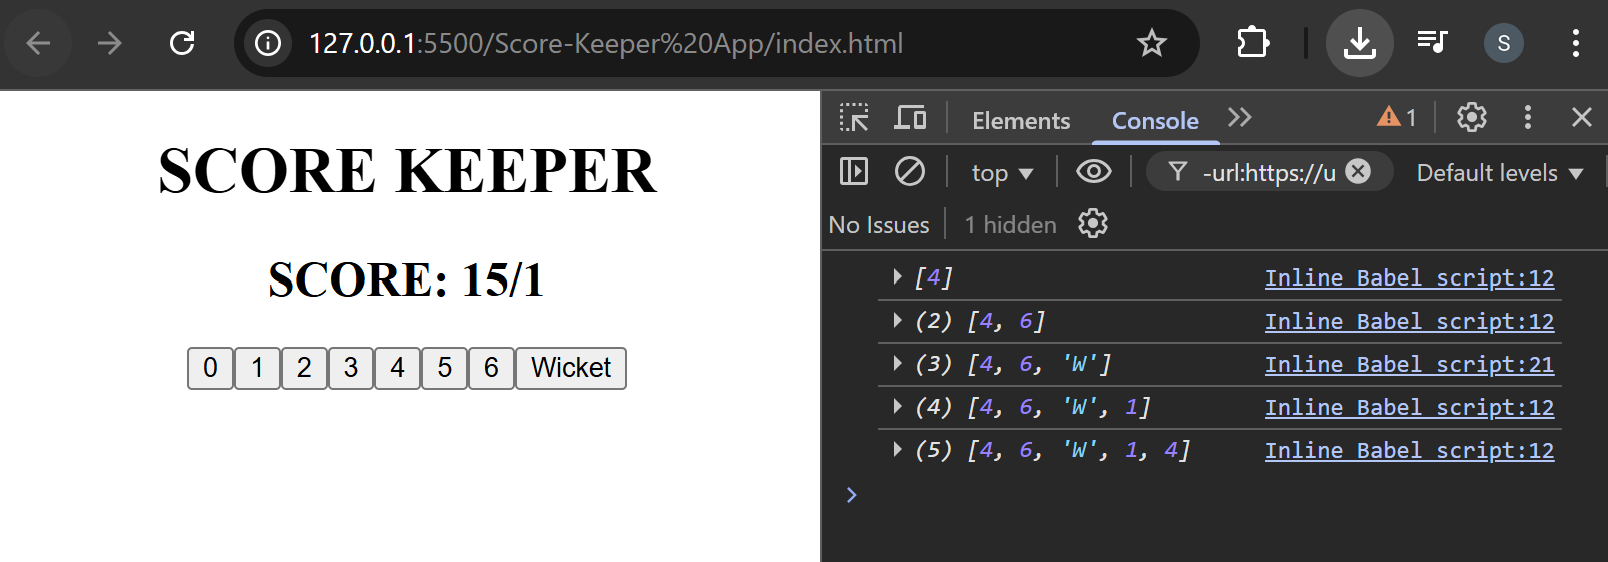 127.0.0.1:5500/Score-Keeper%20App/index.html
S
SCORE KEEPER
SCORE: 15/1
0 1 2 3 4 5 6 Wicket
Elements Console 1
top -url:https://u Default levels
No Issues 1 hidden
[4] Inline Babel script:12
(2) [4, 6] Inline Babel script:12
(3) [4, 6, 'W'] Inline Babel script:21
(4) [4, 6, 'W', 1] Inline Babel script:12
(5) [4, 6, 'W', 1, 4] Inline Babel script:12